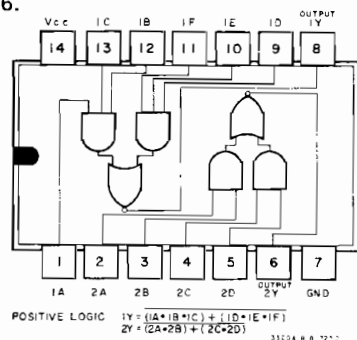 6.
OUTPUT
Vcc 1C 1B 1F 1E 1D 1Y
14 13 12 11 10 9 8
1 2 3 4 5 6 7
OUTPUT
1A 2A 2B 2C 2D 2Y GND
POSITIVE LOGIC 1Y = (1A•1B•1C) + (1D•1E•1F)
2Y = (2A•2B) + (2C•2D)